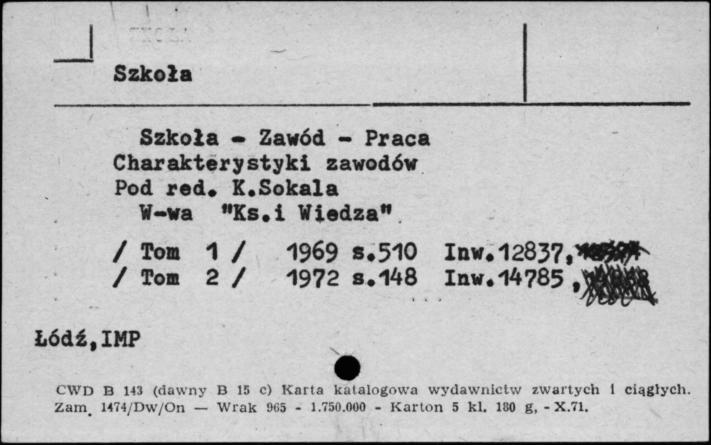 Szkoła
Szkoła - Zawód - Praca
Charakterystyki zawodów
Pod red. K.Sokala
W-wa "Ks.i Wiedza"
/ Tom 1 / 1969 s.510 Inw.12837,
/ Tom 2 / 1972 s.148 Inw.14785,
Łódź,IMP
CWD B 143 (dawny B 15 c) Karta katalogowa wydawnictw zwartych i ciągłych.
Zam. 1474/Dw/On — Wrak 965 - 1.750.000 - Karton 5 kl. 180 g, - X.71.